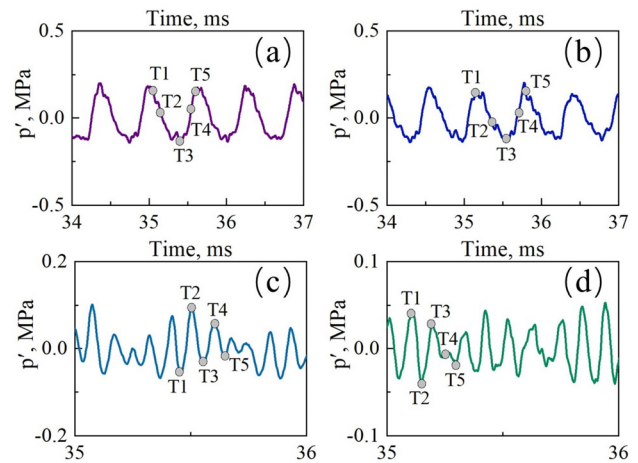 Time, ms
Time, ms
0.5
(a)
T1
T5
T2
T4
T3
0.0
-0.5
p′, MPa
34
35
36
37
0.5
(b)
T1
T5
T2
T4
T3
0.0
-0.5
p′, MPa
34
35
36
37
Time, ms
Time, ms
0.2
(c)
T2
T4
T3
T1
T5
0.0
-0.2
p′, MPa
35
36
0.1
(d)
T1
T3
T4
T5
T2
0.0
-0.1
p′, MPa
35
36